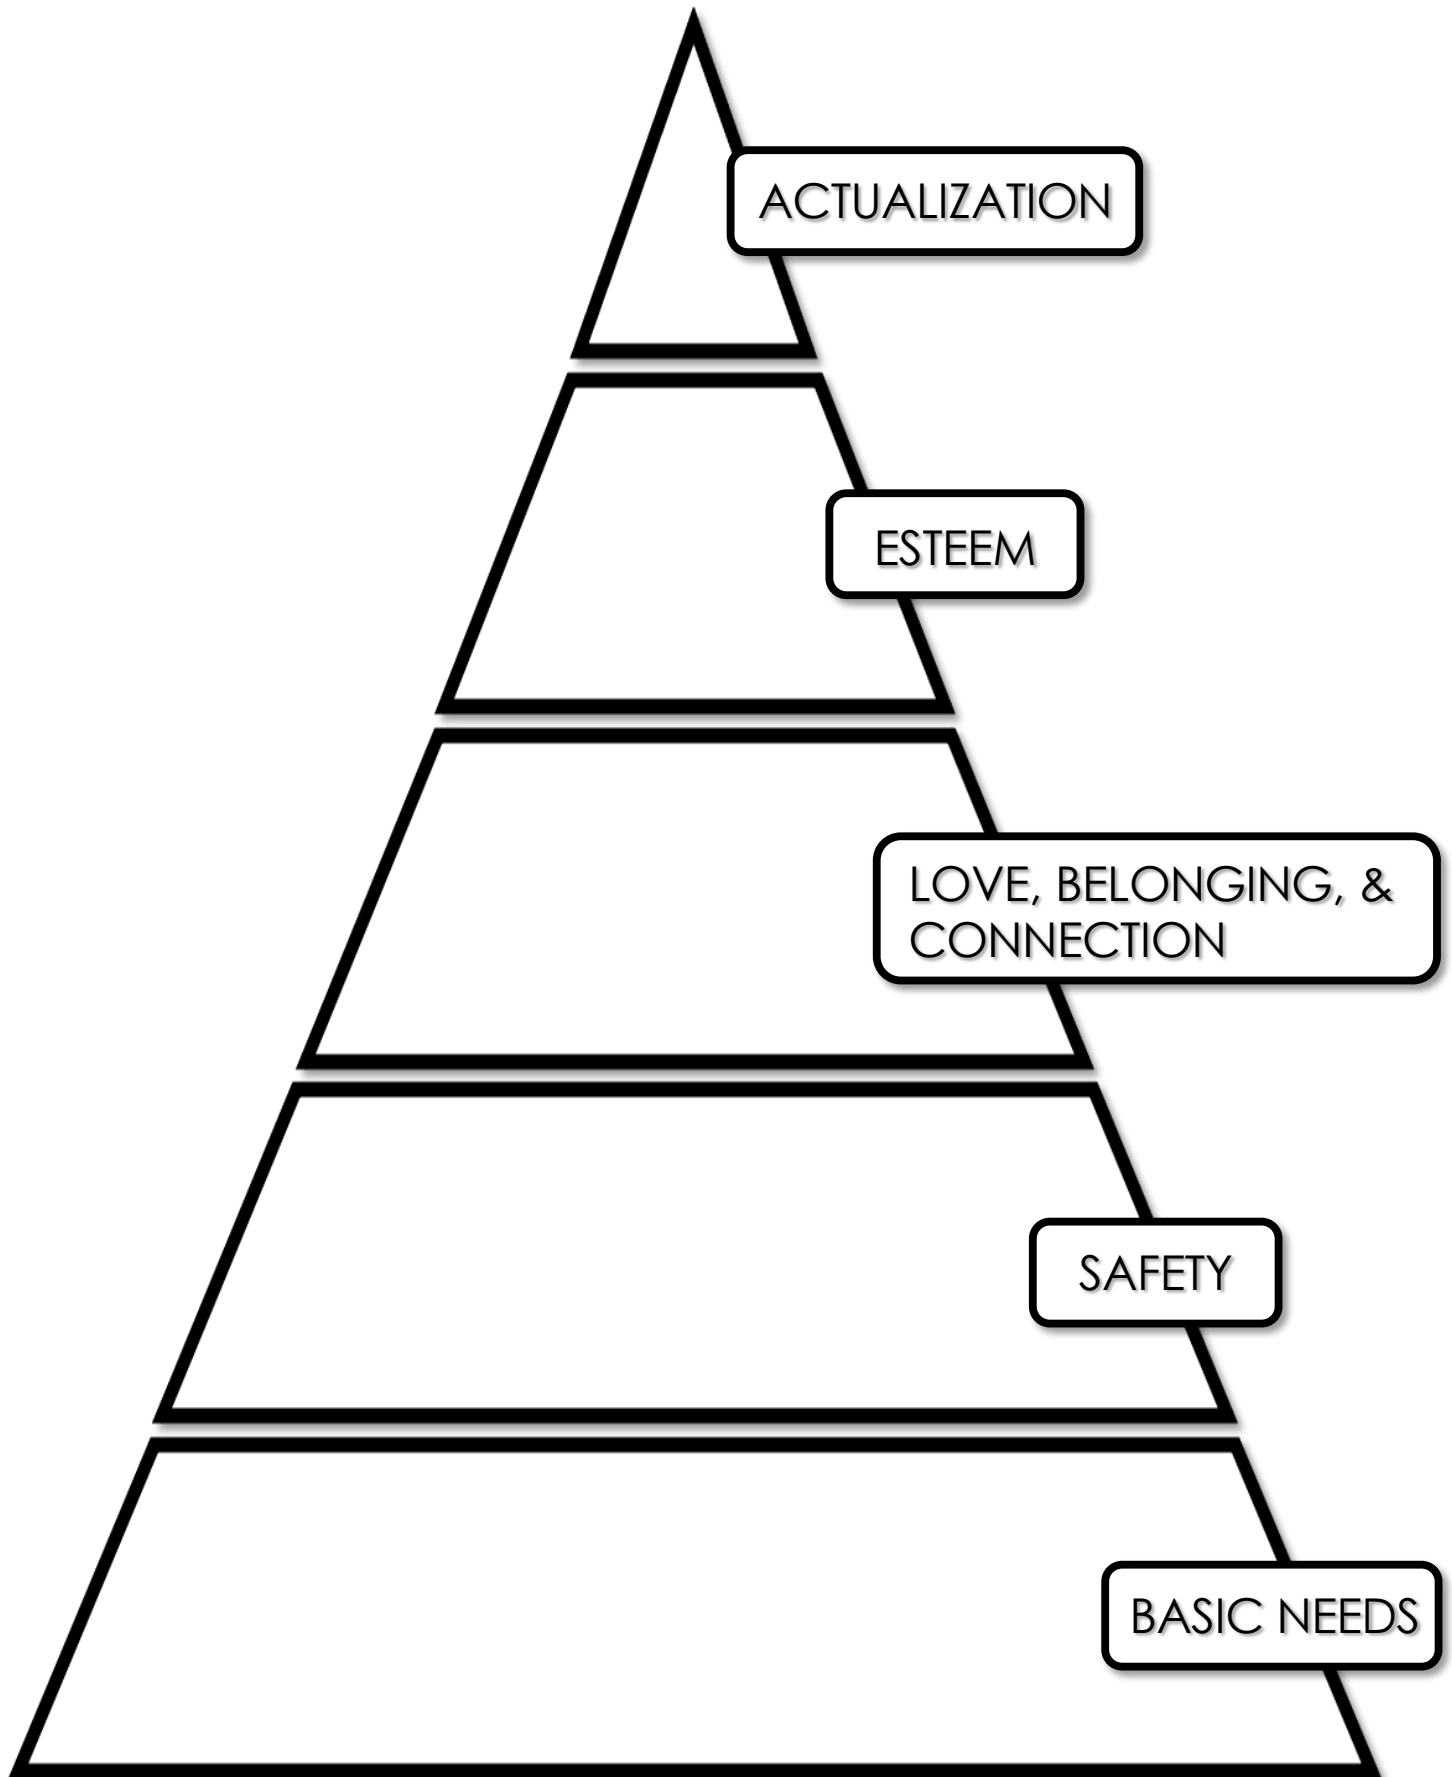 ACTUALIZATION
ESTEEM
LOVE, BELONGING, &
CONNECTION
SAFETY
BASIC NEEDS